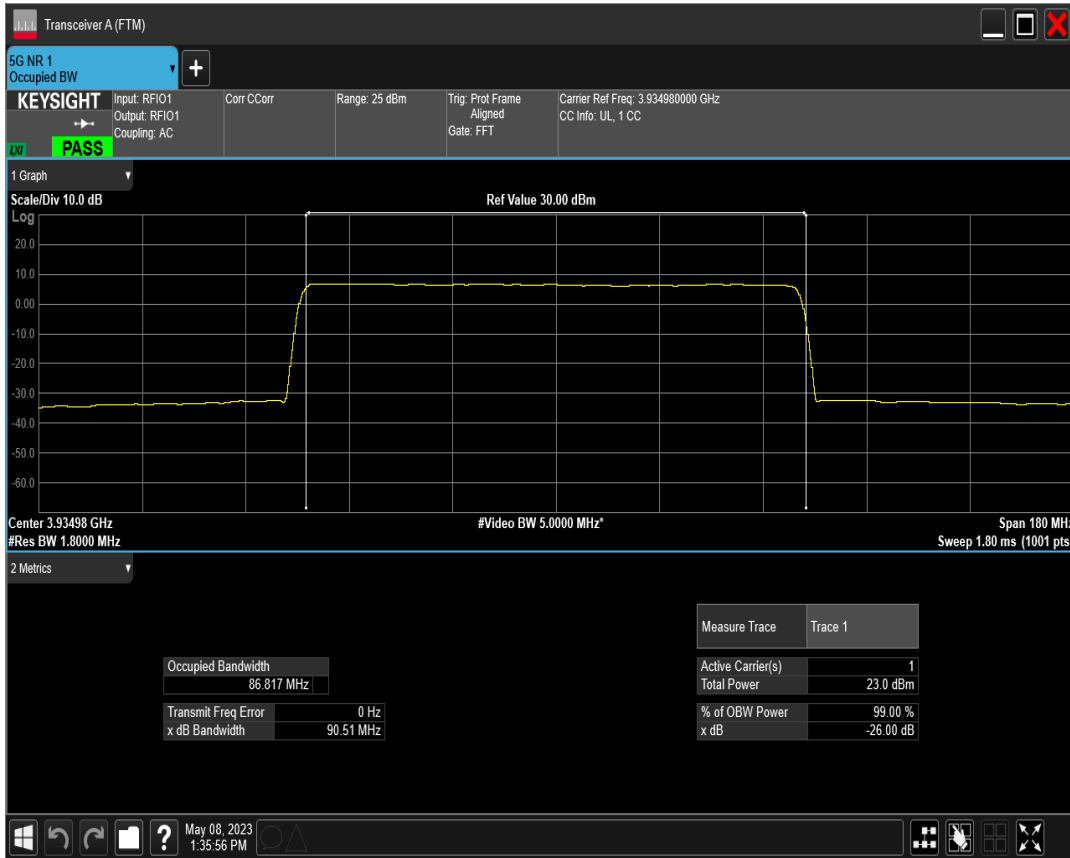 Transceiver A (FTM)
5G NR 1
Occupied BW
+
KEYSIGHT
LXI
PASS
Input: RFIO1
Output: RFIO1
Coupling: AC
Corr CCorr
Range: 25 dBm
Trig: Prot Frame
Aligned
Gate: FFT
Carrier Ref Freq: 3.934980000 GHz
CC Info: UL, 1 CC
1 Graph
Scale/Div 10.0 dB
Ref Value 30.00 dBm
Log
20.0
10.0
0.00
-10.0
-20.0
-30.0
-40.0
-50.0
-60.0
Center 3.93498 GHz
#Video BW 5.0000 MHz*
Span 180 MHz
#Res BW 1.8000 MHz
Sweep 1.80 ms (1001 pts
2 Metrics
Measure Trace Trace 1
Occupied Bandwidth
86.817 MHz
Active Carrier(s) 1
Total Power 23.0 dBm
Transmit Freq Error 0 Hz
x dB Bandwidth 90.51 MHz
% of OBW Power 99.00 %
x dB -26.00 dB
?
May 08, 2023
1:35:56 PM